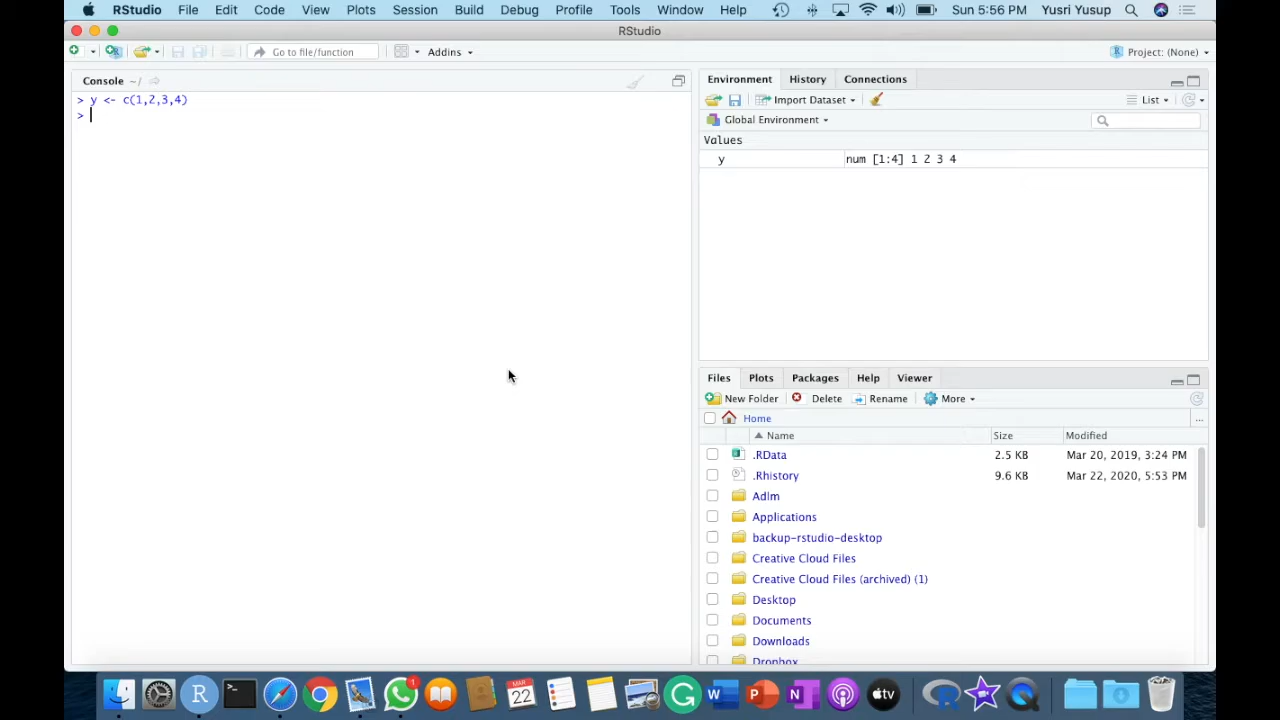 RStudio File Edit Code View Plots Session Build Debug Profile Tools Window Help Sun 5:56 PM Yusri Yusup
RStudio
Go to file/function Addins Project: (None)
Console ~/
> y <- c(1,2,3,4)
>
Environment History Connections
Import Dataset List
Global Environment
Values
y num [1:4] 1 2 3 4
Files Plots Packages Help Viewer
New Folder Delete Rename More
Home ...
Name Size Modified
.RData 2.5 KB Mar 20, 2019, 3:24 PM
.Rhistory 9.6 KB Mar 22, 2020, 5:53 PM
Adlm
Applications
backup-rstudio-desktop
Creative Cloud Files
Creative Cloud Files (archived) (1)
Desktop
Documents
Downloads
Dropbox
R >_ 1 MAR 22 W P N tv